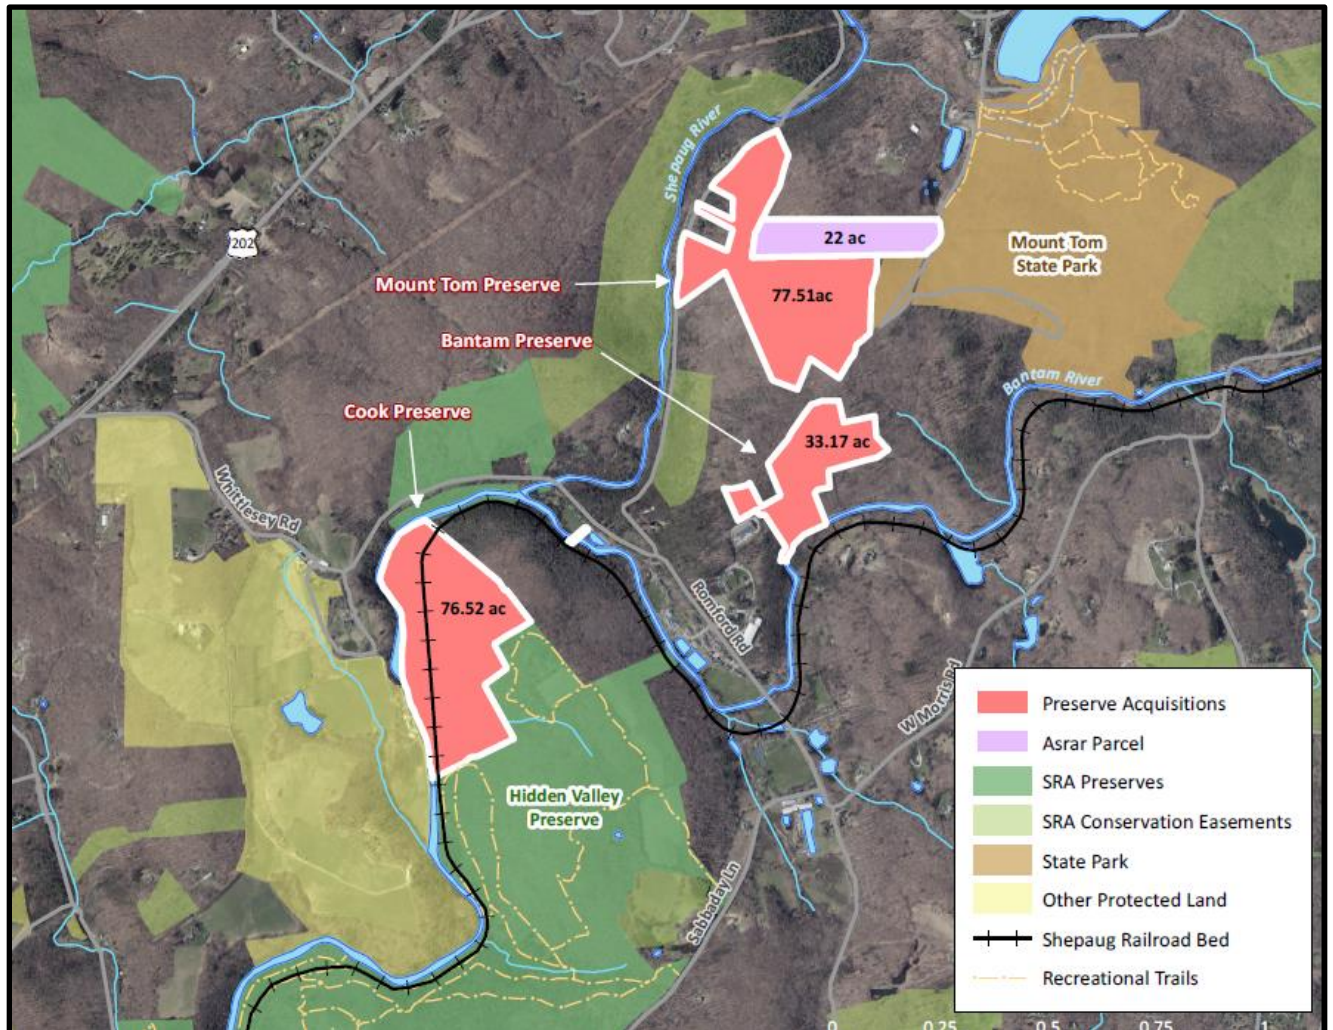 Shepaug River
202
22 ac
Mount Tom
State Park
Mount Tom Preserve
77.51ac
Bantam Preserve
Bantam River
Cook Preserve
33.17 ac
Whittlesey Rd
76.52 ac
Romford Rd
W Morris Rd
Hidden Valley
Preserve
Sabbaday Ln
Preserve Acquisitions
Asrar Parcel
SRA Preserves
SRA Conservation Easements
State Park
Other Protected Land
Shepaug Railroad Bed
Recreational Trails
0 0.25 0.5 0.75 1